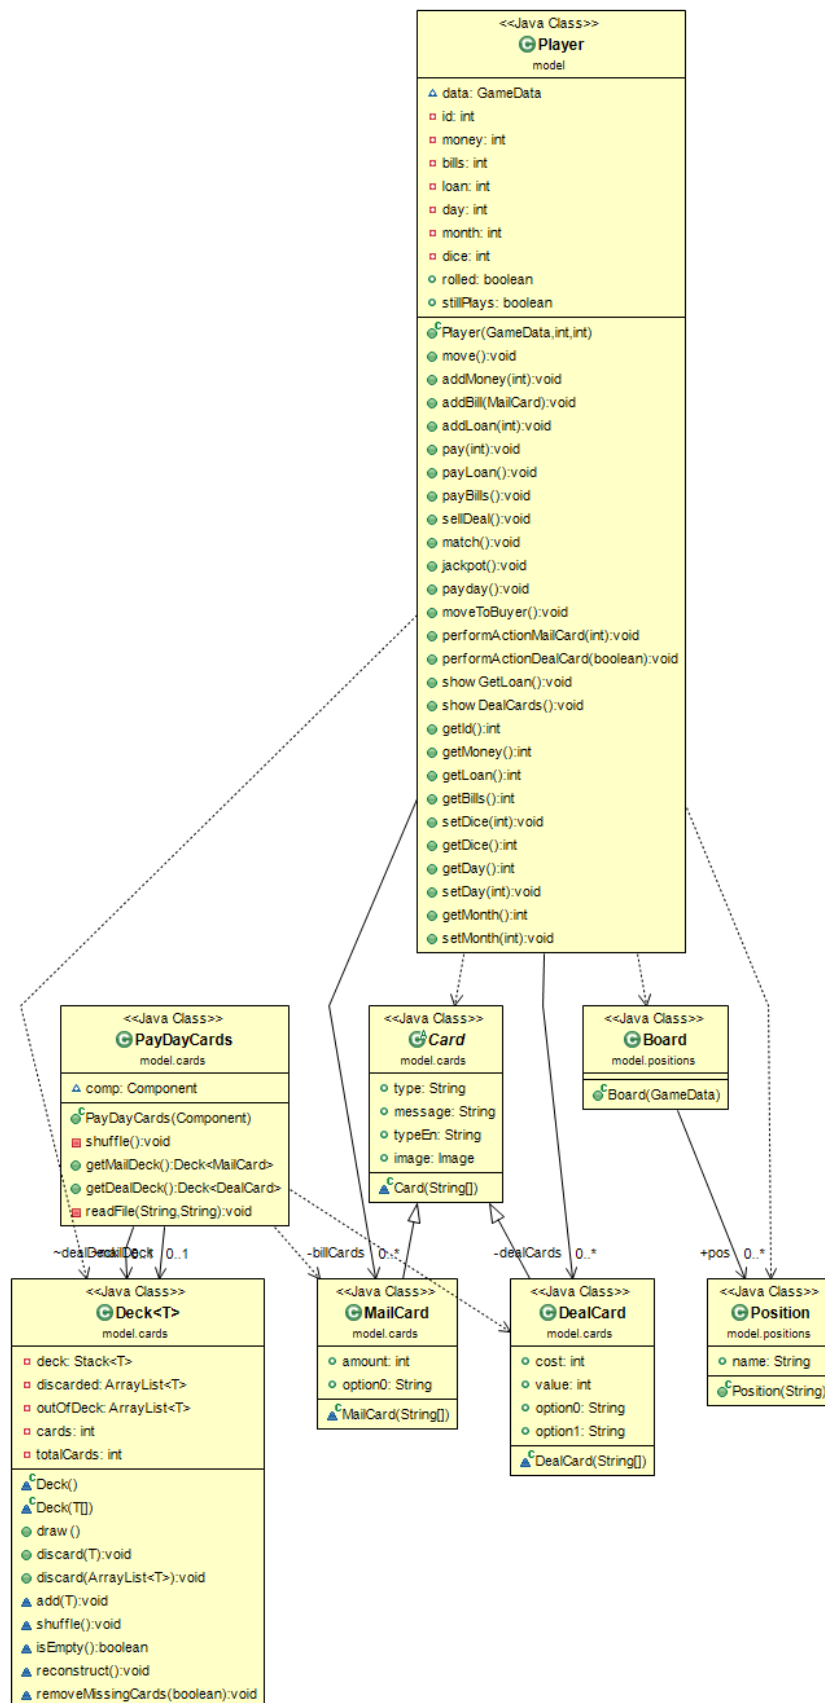 <<Java Class>>
Player
model
data: GameData
id: int
money: int
bills: int
loan: int
day: int
month: int
dice: int
rolled: boolean
stillPlays: boolean
Player(GameData,int,int)
move():void
addMoney(int):void
addBill(MailCard):void
addLoan(int):void
pay(int):void
payLoan():void
payBills():void
sellDeal():void
match():void
jackpot():void
payday():void
moveToBuyer():void
performActionMailCard(int):void
performActionDealCard(boolean):void
showGetLoan():void
showDealCards():void
getId():int
getMoney():int
getLoan():int
getBills():int
setDice(int):void
getDice():int
getDay():int
setDay(int):void
getMonth():int
setMonth(int):void
<<Java Class>>
PayDayCards
model.cards
comp: Component
PayDayCards(Component)
shuffle():void
getMailDeck():Deck<MailCard>
getDealDeck():Deck<DealCard>
readFile(String,String):void
<<Java Class>>
Card
model.cards
type: String
message: String
typeEn: String
image: Image
Card(String[])
<<Java Class>>
Board
model.positions
Board(GameData)
0..1
-billCards 0..*
-dealCards 0..*
+pos 0..*
<<Java Class>>
Deck<T>
model.cards
deck: Stack<T>
discarded: ArrayList<T>
outOfDeck: ArrayList<T>
cards: int
totalCards: int
Deck()
Deck(T[])
draw()
discard(T):void
discard(ArrayList<T>):void
add(T):void
shuffle():void
isEmpty():boolean
reconstruct():void
removeMissingCards(boolean):void
<<Java Class>>
MailCard
model.cards
amount: int
option0: String
MailCard(String[])
<<Java Class>>
DealCard
model.cards
cost: int
value: int
option0: String
option1: String
DealCard(String[])
<<Java Class>>
Position
model.positions
name: String
Position(String)